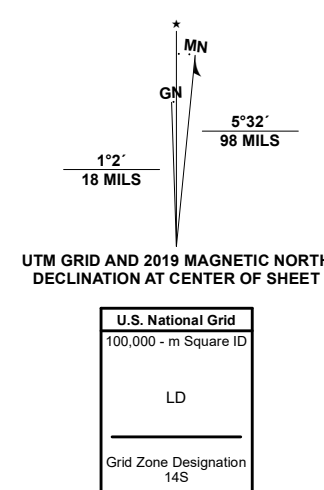 MN
GN
5°32´
98 MILS
1°2´
18 MILS
UTM GRID AND 2019 MAGNETIC NORTH
DECLINATION AT CENTER OF SHEET
U.S. National Grid
100,000 - m Square ID
LD
Grid Zone Designation
14S